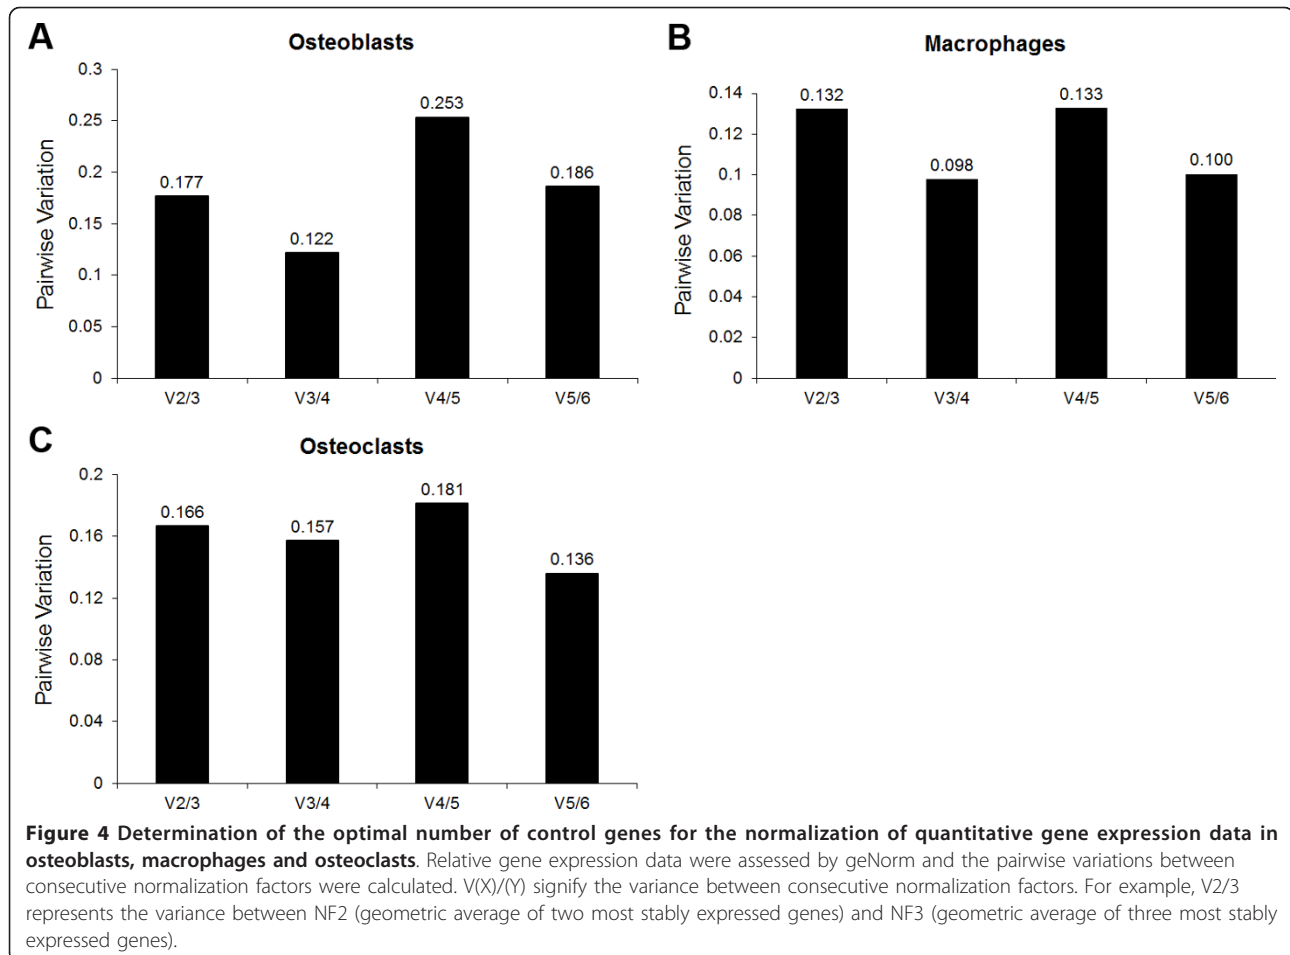 A
Osteoblasts
Pairwise Variation
0.3
0.25
0.2
0.15
0.1
0.05
0
0.177
0.122
0.253
0.186
V2/3 V3/4 V4/5 V5/6
B
Macrophages
Pairwise Variation
0.14
0.12
0.1
0.08
0.06
0.04
0.02
0
0.132
0.098
0.133
0.100
V2/3 V3/4 V4/5 V5/6
C
Osteoclasts
Pairwise Variation
0.2
0.16
0.12
0.08
0.04
0
0.166
0.157
0.181
0.136
V2/3 V3/4 V4/5 V5/6
Figure 4 Determination of the optimal number of control genes for the normalization of quantitative gene expression data in
osteoblasts, macrophages and osteoclasts. Relative gene expression data were assessed by geNorm and the pairwise variations between
consecutive normalization factors were calculated. V(X)/(Y) signify the variance between consecutive normalization factors. For example, V2/3
represents the variance between NF2 (geometric average of two most stably expressed genes) and NF3 (geometric average of three most stably
expressed genes).